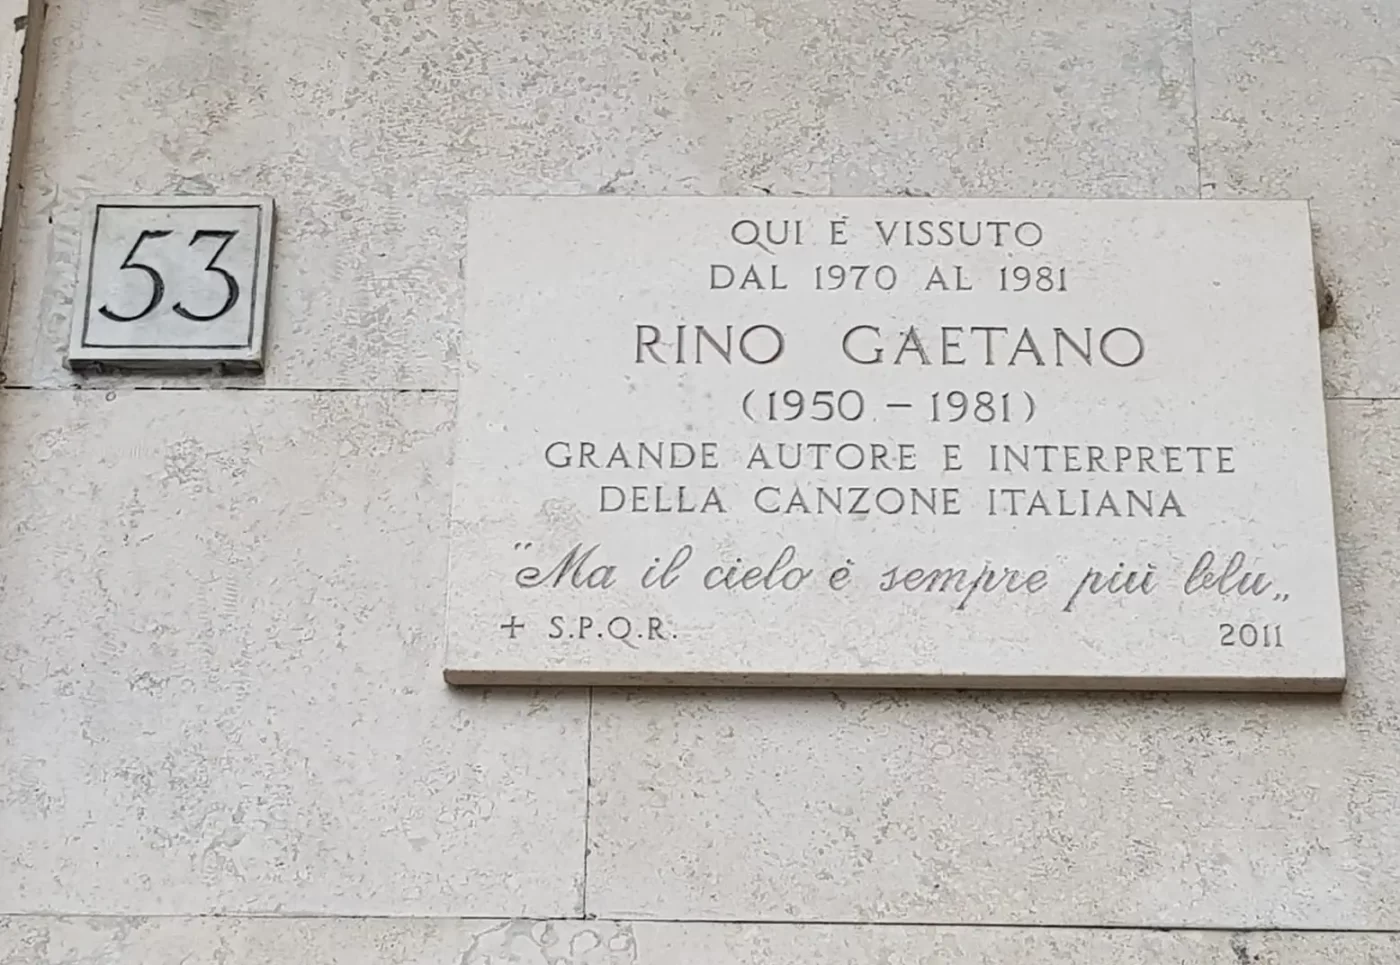 53
QUI È VISSUTO
DAL 1970 AL 1981
RINO GAETANO
(1950 – 1981)
GRANDE AUTORE E INTERPRETE
DELLA CANZONE ITALIANA
"Ma il cielo è sempre più blu„
+ S.P.Q.R. 2011